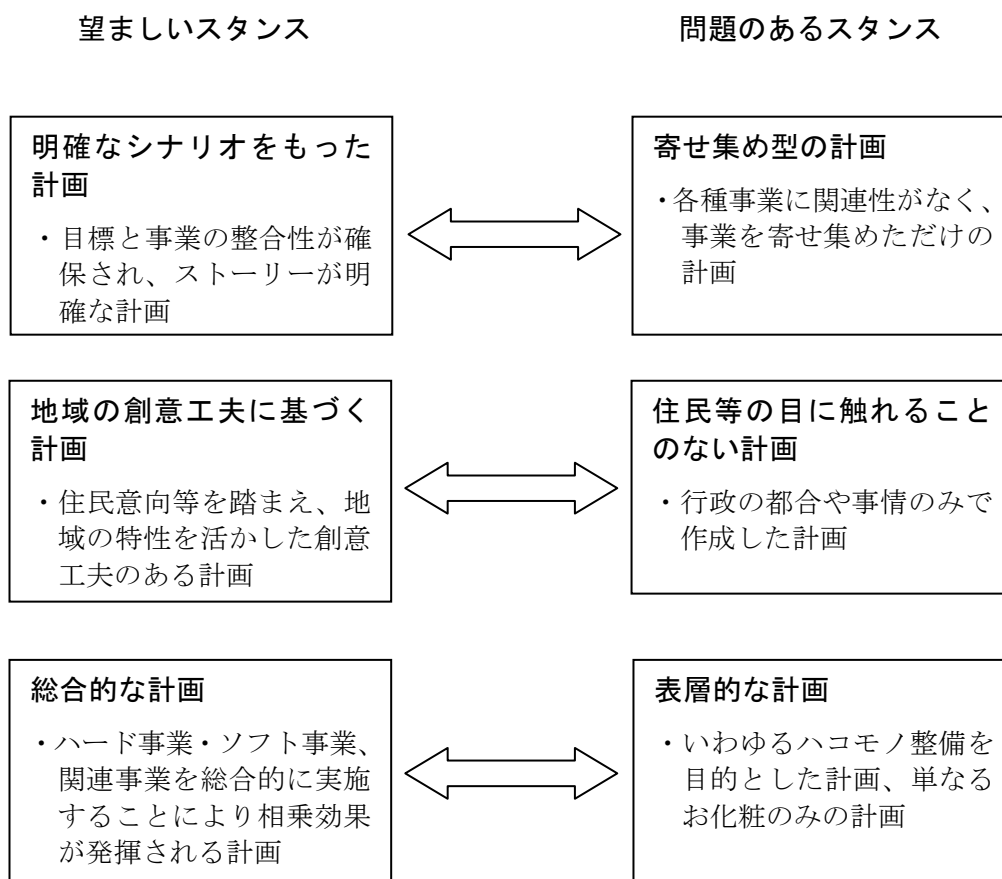 望ましいスタンス
問題のあるスタンス
明確なシナリオをもった
計画
・目標と事業の整合性が確
保され、ストーリーが明
確な計画
寄せ集め型の計画
・各種事業に関連性がなく、
事業を寄せ集めただけの
計画
地域の創意工夫に基づく
計画
・住民意向等を踏まえ、地
域の特性を活かした創意
工夫のある計画
住民等の目に触れること
のない計画
・行政の都合や事情のみで
作成した計画
総合的な計画
・ハード事業・ソフト事業、
関連事業を総合的に実施
することにより相乗効果
が発揮される計画
表層的な計画
・いわゆるハコモノ整備を
目的とした計画、単なる
お化粧のみの計画